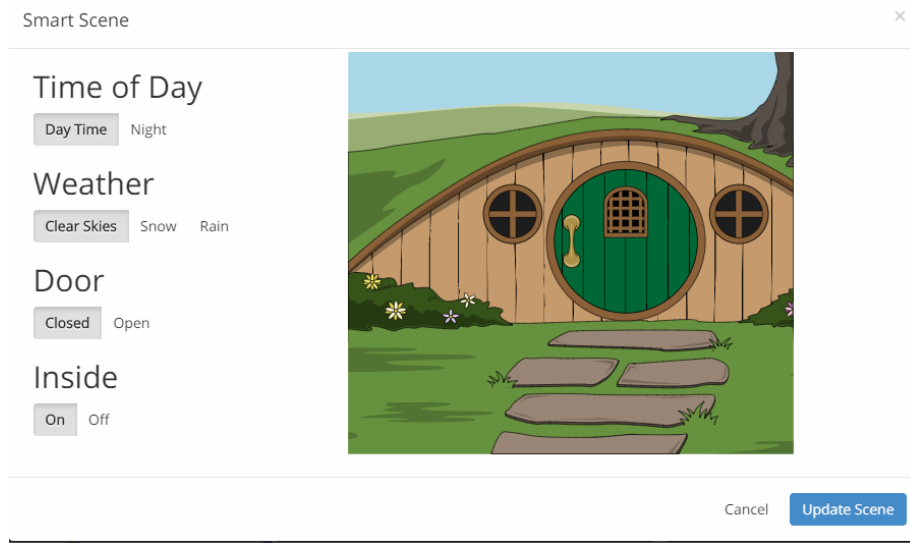 Smart Scene ×
Time of Day
Day Time Night
Weather
Clear Skies Snow Rain
Door
Closed Open
Inside
On Off
Cancel Update Scene